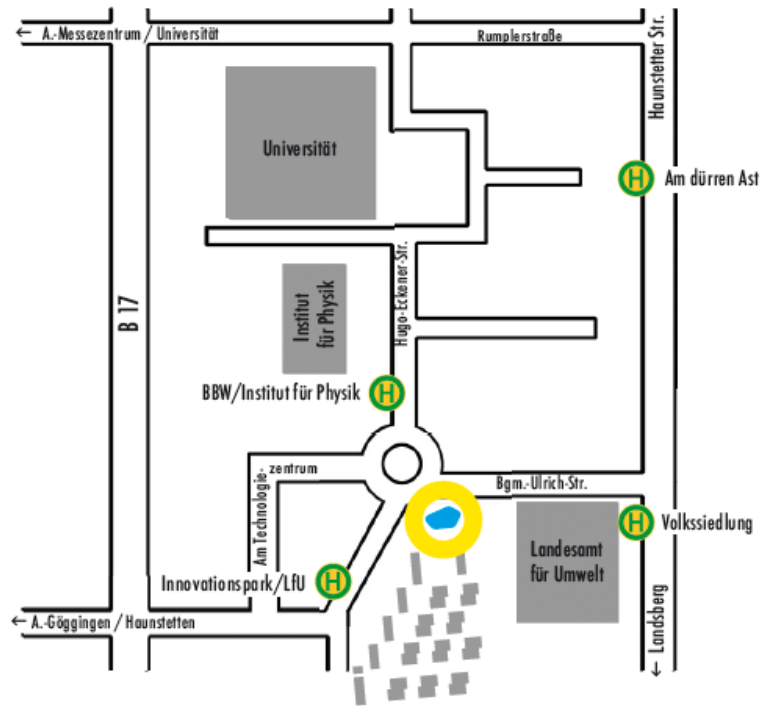 ← A.-Messezentrum / Universität
Rumplerstraße
Haunstetter Str.
Universität
H
Am dürren Ast
Hugo-Eckener-Str.
Institut
für Physik
B 17
BBW/Institut für Physik
H
Am Technologie-
zentrum
Bgm.-Ulrich-Str.
H
Volkssiedlung
Landesamt
für Umwelt
Innovationspark/LfU
H
← A.-Göggingen / Haunstetten
← Landsberg